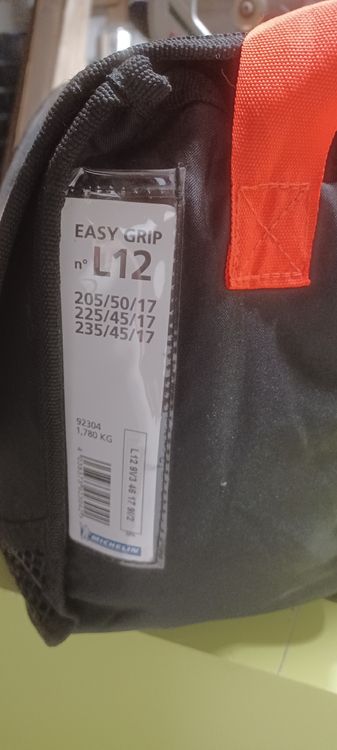 EASY GRIP
n° L12
205/50/17
225/45/17
235/45/17
92304
1,780 KG
MICHELIN